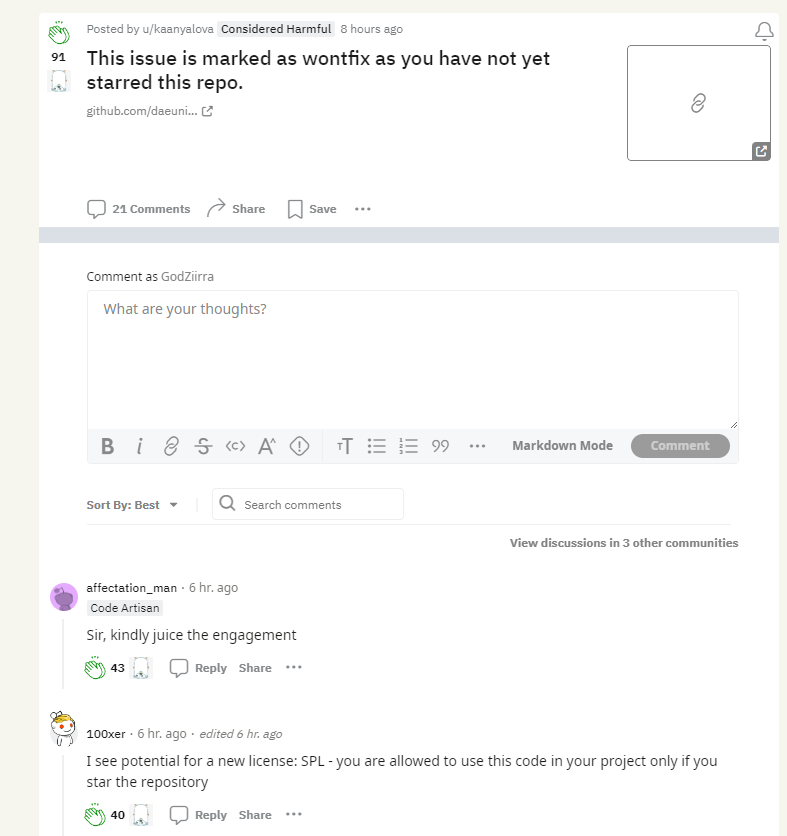 Posted by u/kaanyalova Considered Harmful 8 hours ago
91
This issue is marked as wontfix as you have not yet
starred this repo.
github.com/daeuni...
21 Comments Share Save
Comment as GodZiirra
What are your thoughts?
B i S <c> A T 99 Markdown Mode Comment
Sort By: Best Search comments
View discussions in 3 other communities
affectation_man · 6 hr. ago
Code Artisan
Sir, kindly juice the engagement
43 Reply Share
100xer · 6 hr. ago · edited 6 hr. ago
I see potential for a new license: SPL - you are allowed to use this code in your project only if you
star the repository
40 Reply Share